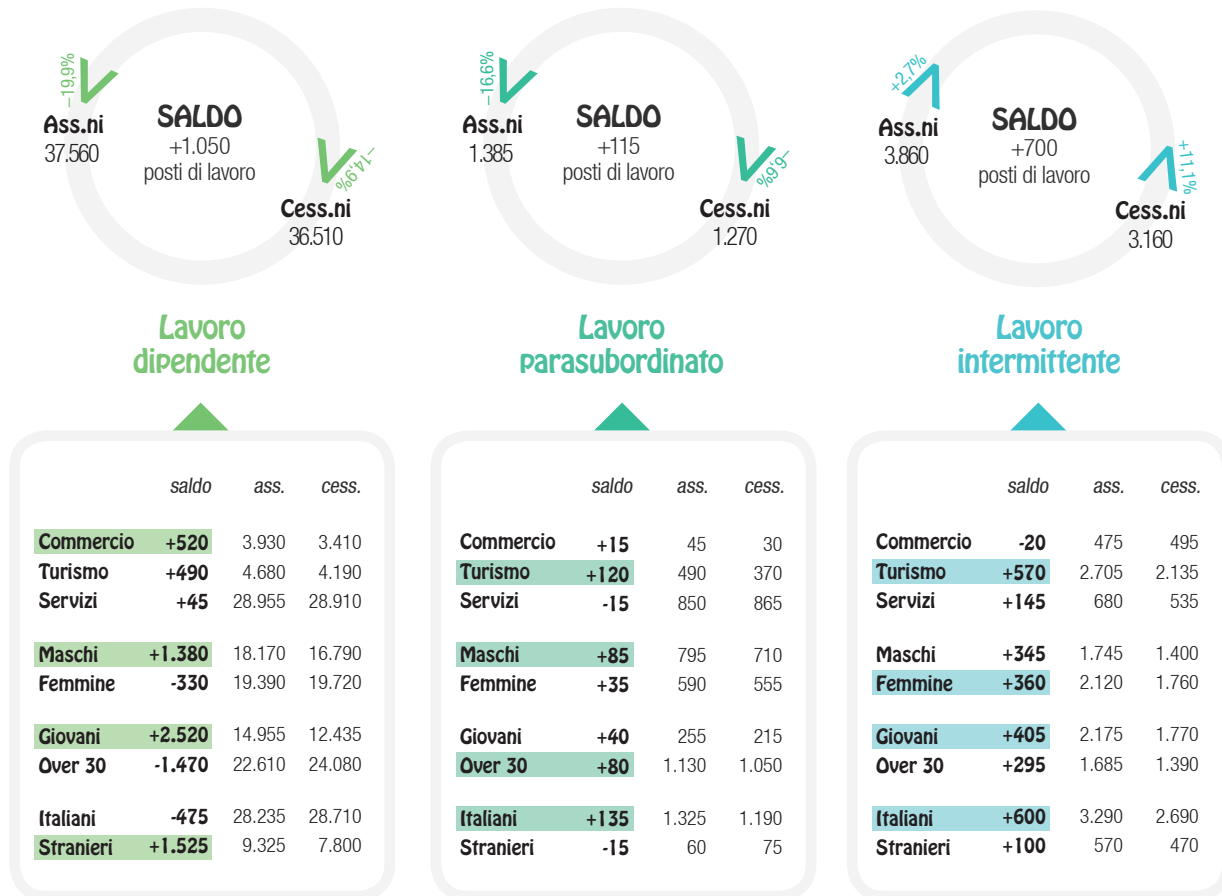 –19,9%
Ass.ni
37.560
SALDO
+1.050
posti di lavoro
–14,9%
Cess.ni
36.510
Lavoro
dipendente
–16,6%
Ass.ni
1.385
SALDO
+115
posti di lavoro
–6,6%
Cess.ni
1.270
Lavoro
parasubordinato
+2,7%
Ass.ni
3.860
SALDO
+700
posti di lavoro
+11,1%
Cess.ni
3.160
Lavoro
intermittente
saldo ass. cess.
Commercio +520 3.930 3.410
Turismo +490 4.680 4.190
Servizi +45 28.955 28.910
Maschi +1.380 18.170 16.790
Femmine -330 19.390 19.720
Giovani +2.520 14.955 12.435
Over 30 -1.470 22.610 24.080
Italiani -475 28.235 28.710
Stranieri +1.525 9.325 7.800
saldo ass. cess.
Commercio +15 45 30
Turismo +120 490 370
Servizi -15 850 865
Maschi +85 795 710
Femmine +35 590 555
Giovani +40 255 215
Over 30 +80 1.130 1.050
Italiani +135 1.325 1.190
Stranieri -15 60 75
saldo ass. cess.
Commercio -20 475 495
Turismo +570 2.705 2.135
Servizi +145 680 535
Maschi +345 1.745 1.400
Femmine +360 2.120 1.760
Giovani +405 2.175 1.770
Over 30 +295 1.685 1.390
Italiani +600 3.290 2.690
Stranieri +100 570 470